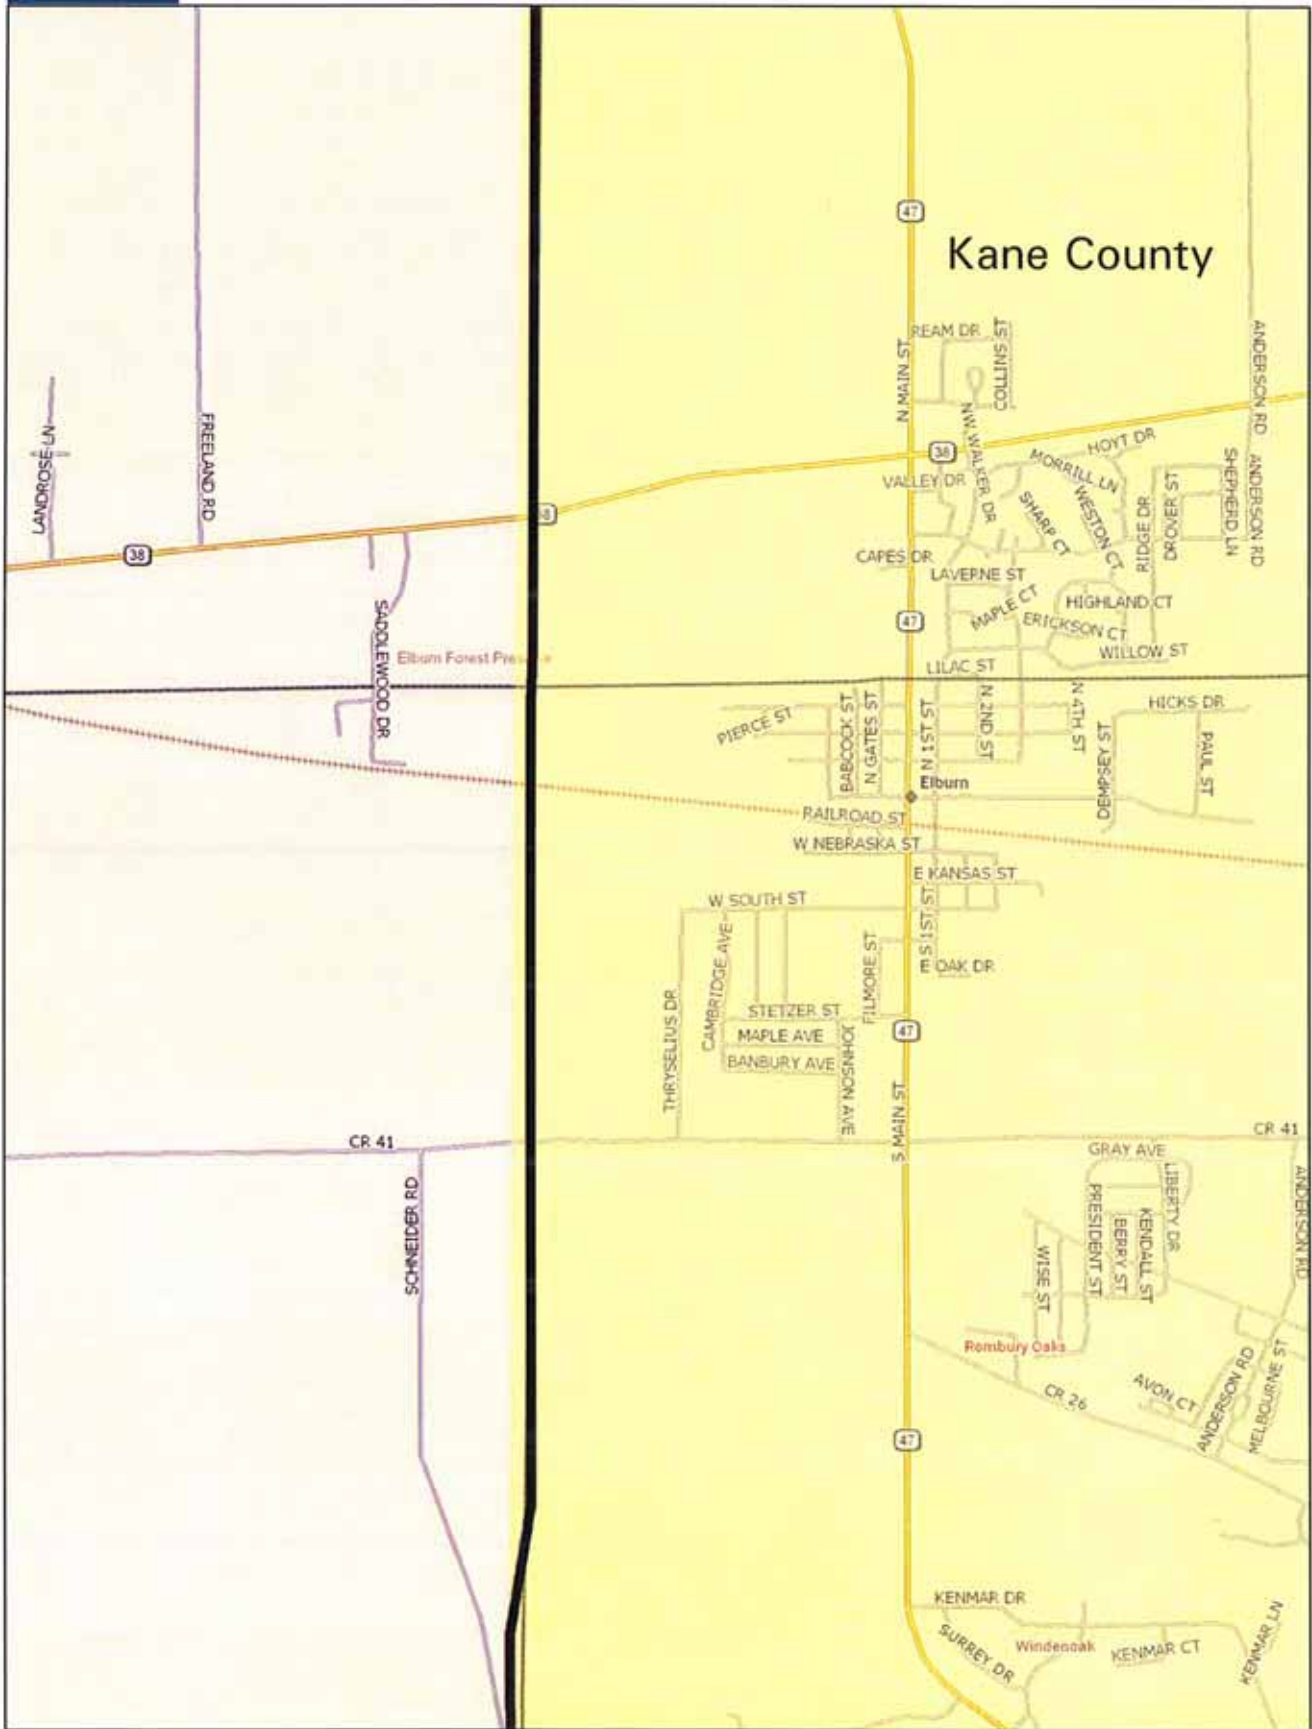 47
Kane County
REAM DR
COLLINS ST
N MAIN ST
ANDERSON RD
NW WALKER DR
LANDROSE LN
FREELAND RD
38
HOYT DR
MORRILL LN
VALLEY DR
SHARP CT
WESTON CT
RIDGE DR
DROVER ST
SHEPHERD LN
ANDERSON RD
38
CAPES DR
LAVERNE ST
MAPLE CT
HIGHLAND CT
ERICKSON CT
47
WILLOW ST
SADDLEWOOD DR
LILAC ST
PIERCE ST
BABCOCK ST
N GATES ST
N 1ST ST
N 2ND ST
N 4TH ST
DEMPSEY ST
HICKS DR
PAUL ST
Elburn
RAILROAD ST
W NEBRASKA ST
E KANSAS ST
W SOUTH ST
S 1ST ST
CAMBRIDGE AVE
FILMORE ST
E OAK DR
THRYSELIUS DR
STETZER ST
47
MAPLE AVE
BANBURY AVE
JOHNSON AVE
S MAIN ST
CR 41
CR 41
GRAY AVE
LIBERTY DR
ANDERSON RD
SCHNEIDER RD
WISE ST
PRESIDENT ST
BERRY ST
KENDALL ST
Rombury Oaks
CR 26
AVON CT
ANDERSON RD
MELBOURNE ST
47
KENMAR DR
SURREY DR
Windenoak
KENMAR CT
KENMAR LN